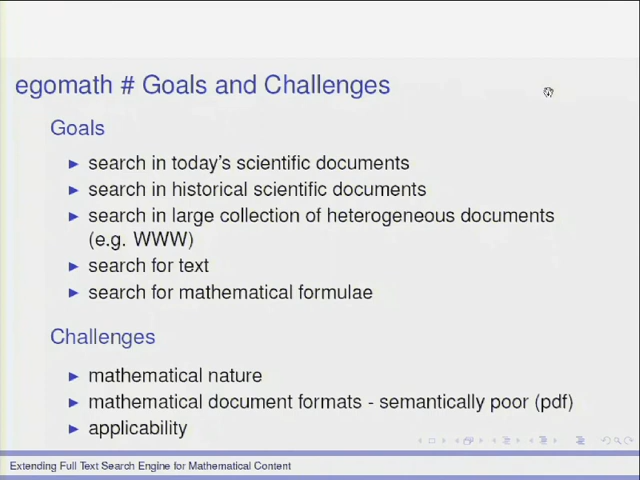 egomath # Goals and Challenges
Goals
search in today's scientific documents
search in historical scientific documents
search in large collection of heterogeneous documents
(e.g. WWW)
search for text
search for mathematical formulae
Challenges
mathematical nature
mathematical document formats - semantically poor (pdf)
applicability
Extending Full Text Search Engine for Mathematical Content